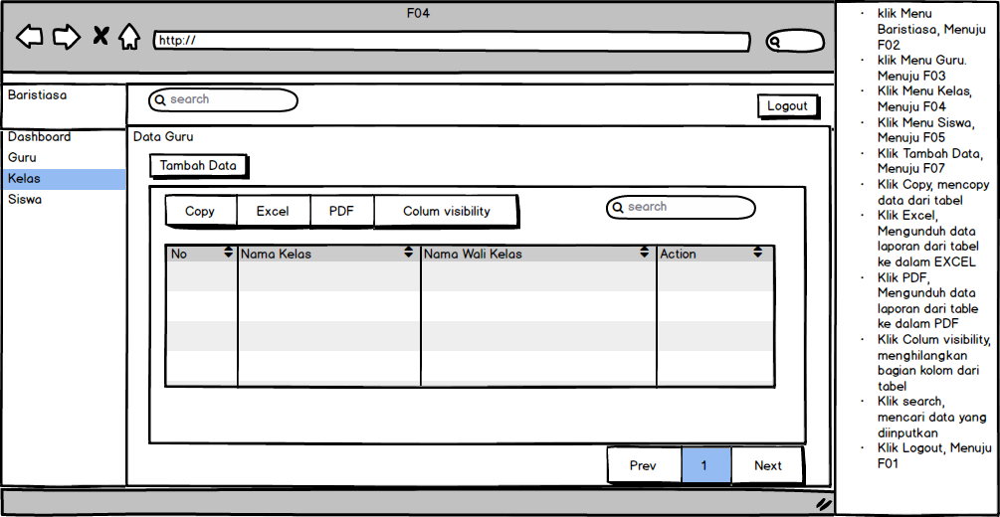 F04
http://
Baristiasa
search
Logout
Dashboard
Guru
Kelas
Siswa
Data Guru
Tambah Data
Copy
Excel
PDF
Colum visibility
search
No
Nama Kelas
Nama Wali Kelas
Action
Prev
1
Next
· klik Menu
Baristiasa, Menuju
F02
· klik Menu Guru.
Menuju F03
· Klik Menu Kelas,
Menuju F04
· Klik Menu Siswa,
Menuju F05
· Klik Tambah Data,
Menuju F07
· Klik Copy, mencopy
data dari tabel
· Klik Excel,
Mengunduh data
laporan dari tabel
ke dalam EXCEL
· Klik PDF,
Mengunduh data
laporan dari table
ke dalam PDF
· Klik Colum visibility,
menghilangkan
bagian kolom dari
tabel
· Klik search,
mencari data yang
diinputkan
· Klik Logout, Menuju
F01